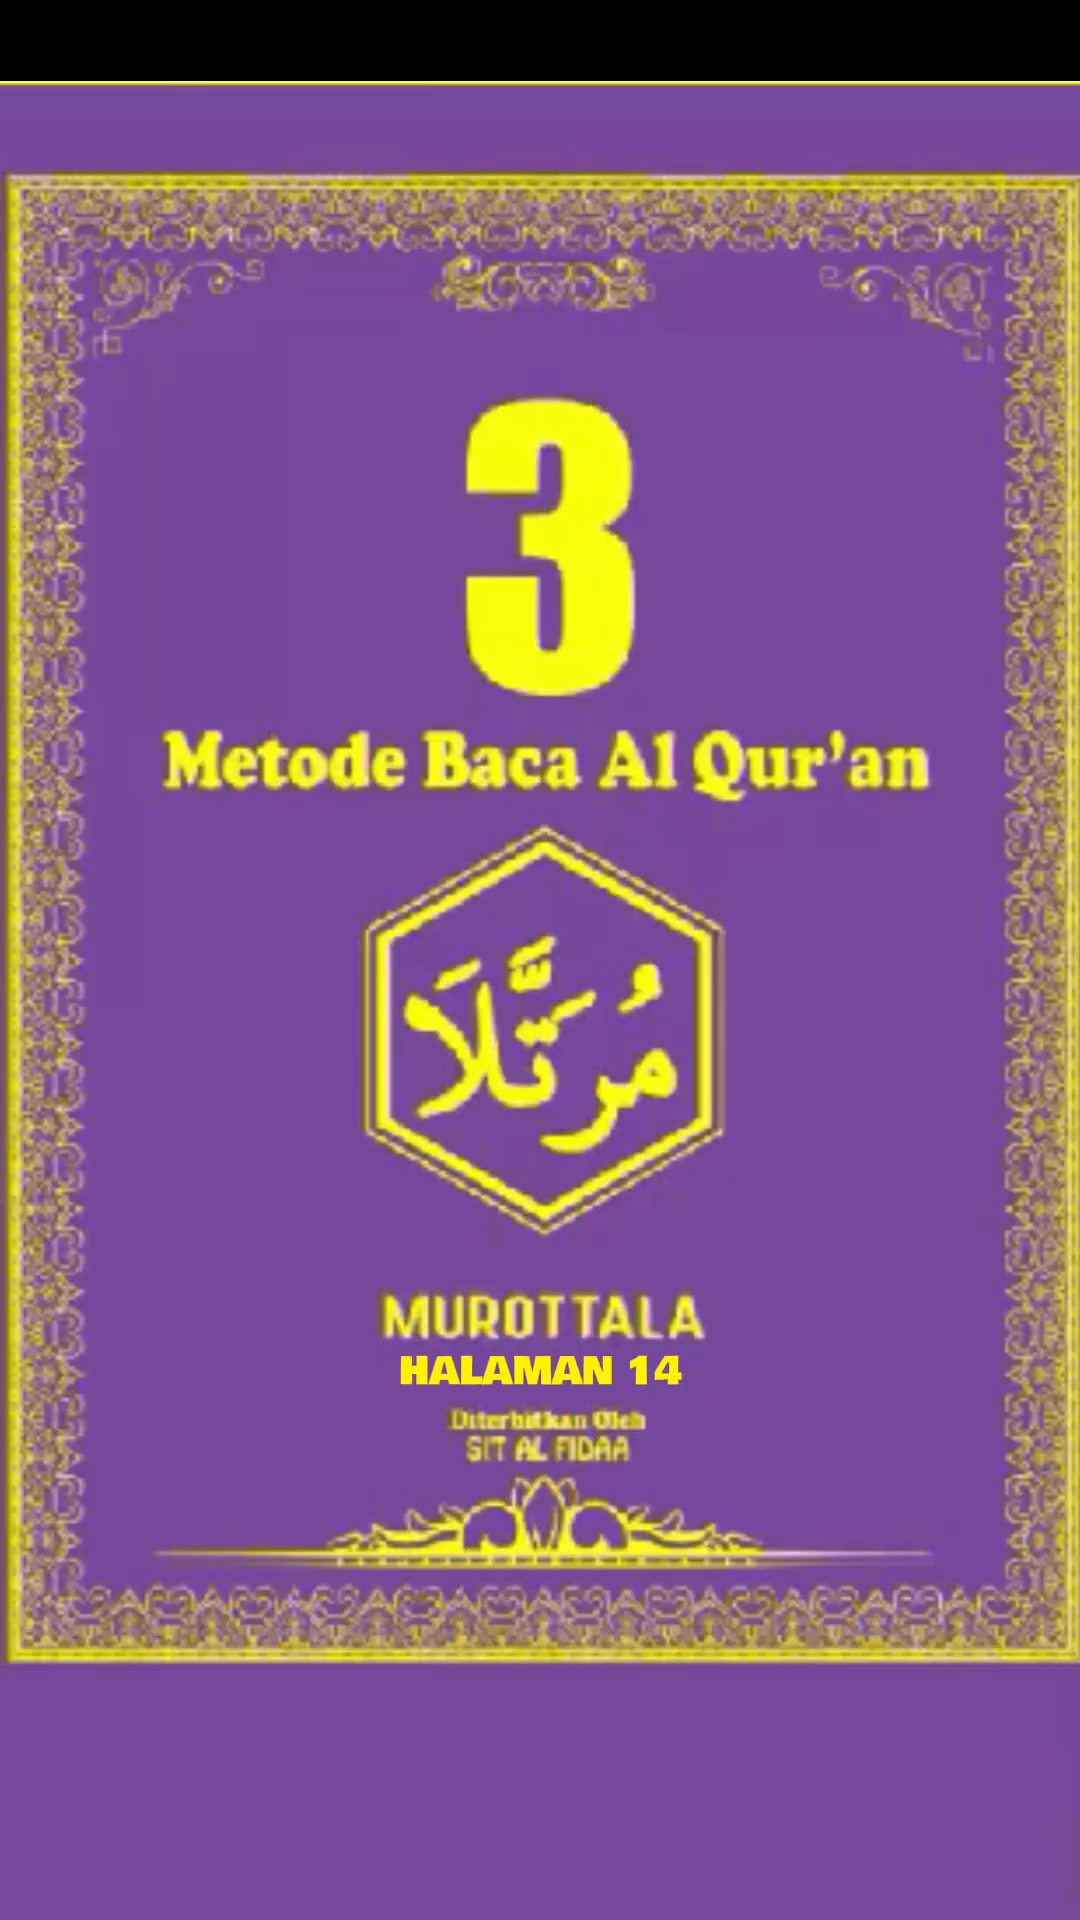 3
Metode Baca Al Qur'an
مُرَتَّلَا
MUROTTALA
HALAMAN 14
Diterbitkan Oleh
SIT AL FIDAA